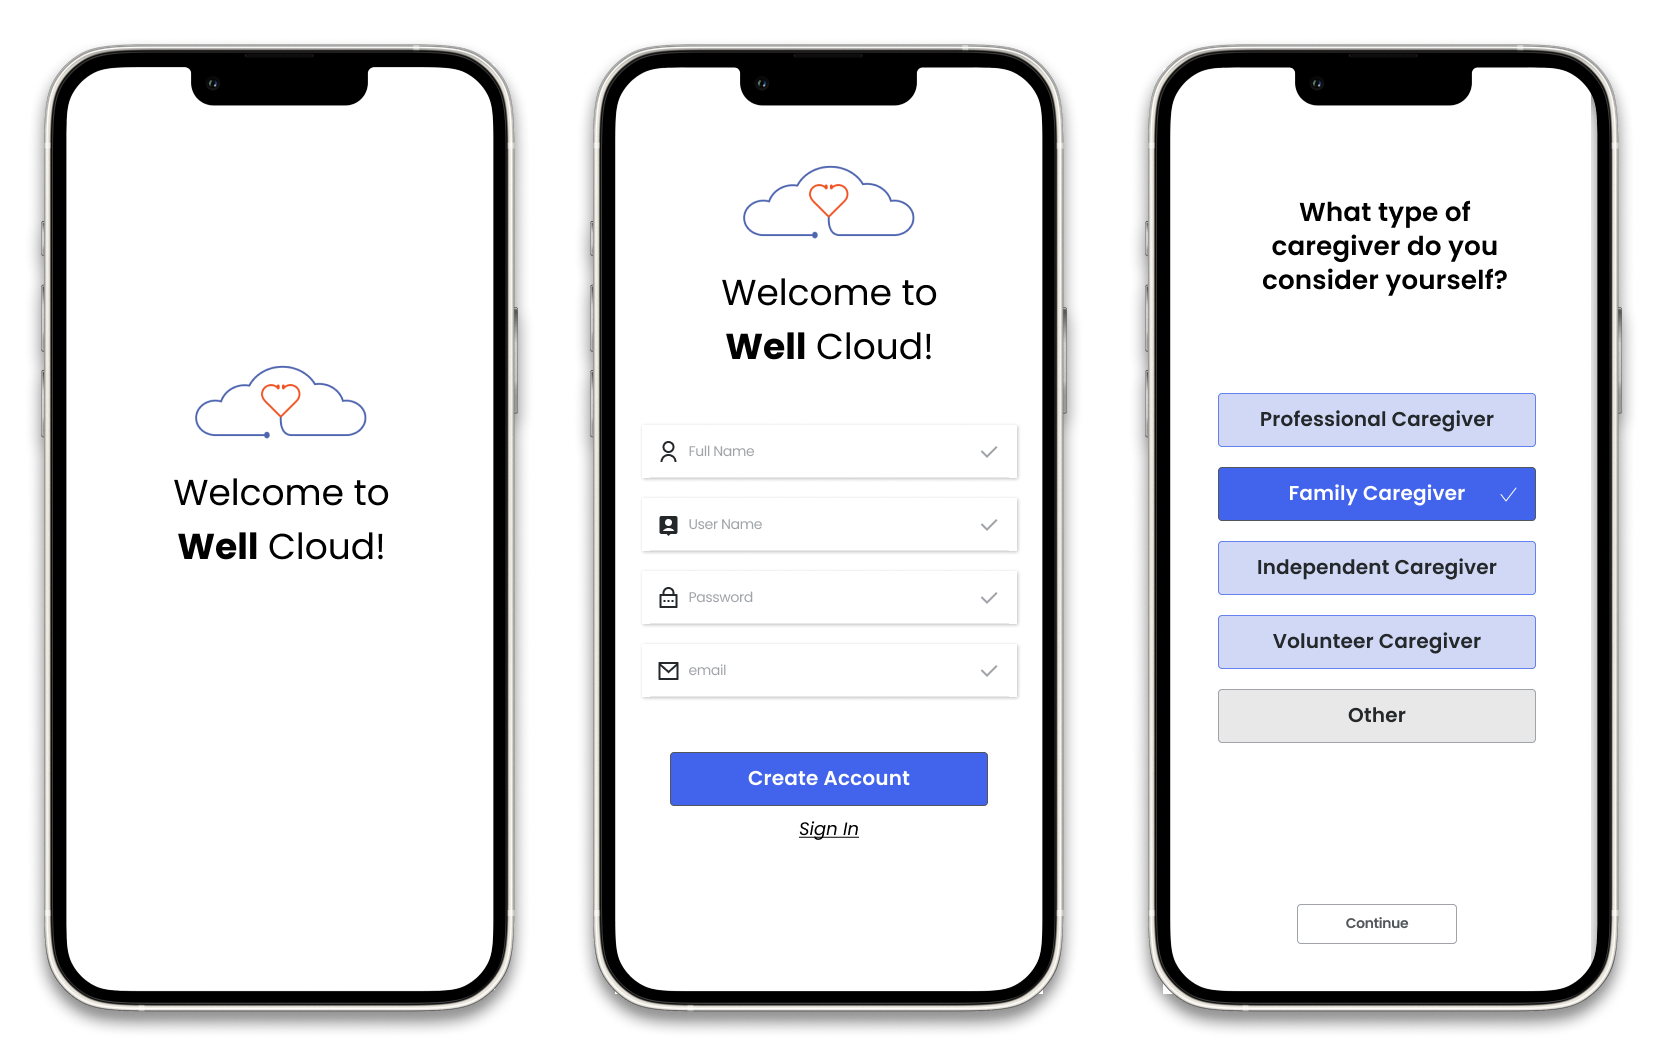 Welcome to
Well Cloud!
Welcome to
Well Cloud!
Full Name
User Name
Password
email
Create Account
Sign In
What type of
caregiver do you
consider yourself?
Professional Caregiver
Family Caregiver
Independent Caregiver
Volunteer Caregiver
Other
Continue